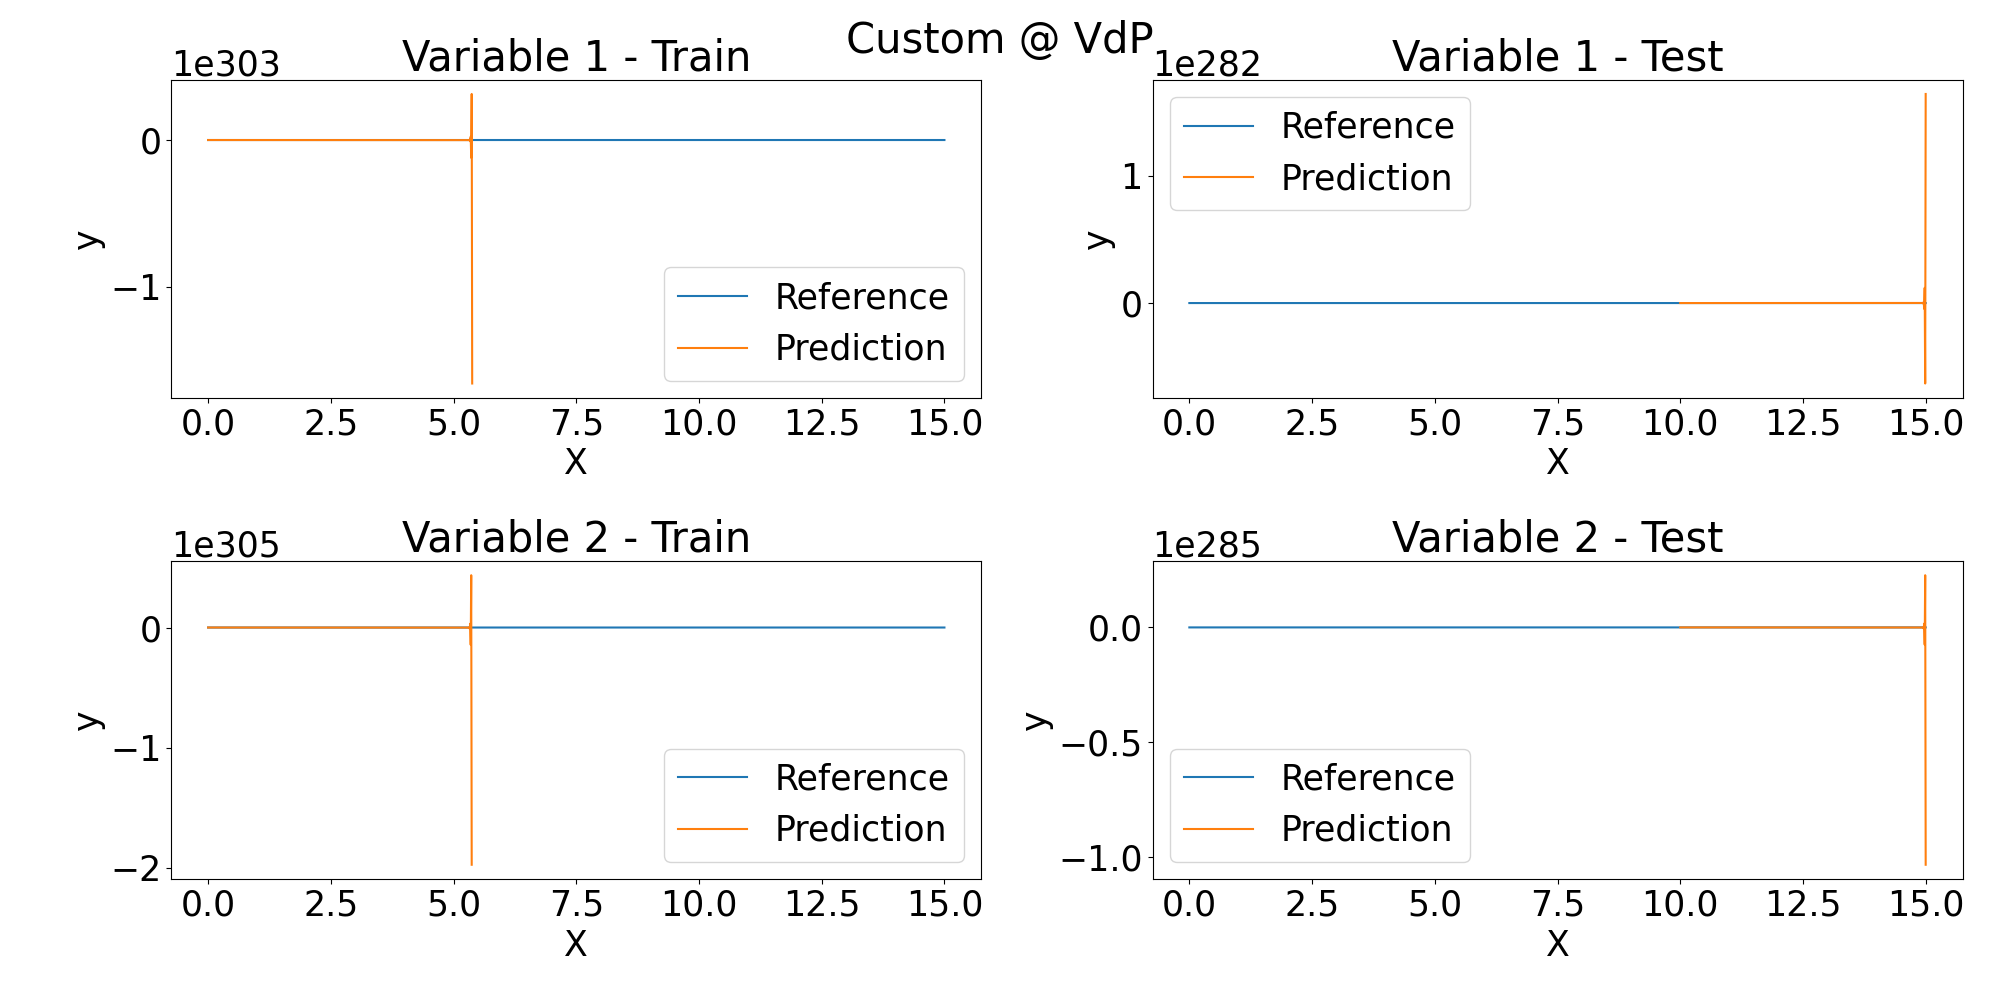 Custom @ VdP
Variable 1 - Train
1e303
0
−1
y
0.0 2.5 5.0 7.5 10.0 12.5 15.0
X
Reference
Prediction
Variable 1 - Test
1e282
1
0
y
0.0 2.5 5.0 7.5 10.0 12.5 15.0
X
Reference
Prediction
Variable 2 - Train
1e305
0
−1
−2
y
0.0 2.5 5.0 7.5 10.0 12.5 15.0
X
Reference
Prediction
Variable 2 - Test
1e285
0.0
−0.5
−1.0
y
0.0 2.5 5.0 7.5 10.0 12.5 15.0
X
Reference
Prediction